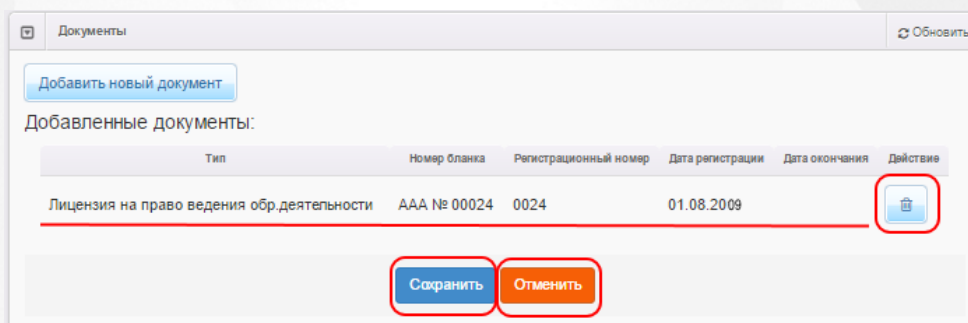 Документы
Обновить
Добавить новый документ
Добавленные документы:
Тип Номер бланка Регистрационный номер Дата регистрации Дата окончания Действие
Лицензия на право ведения обр.деятельности ААА № 00024 0024 01.08.2009
Сохранить Отменить